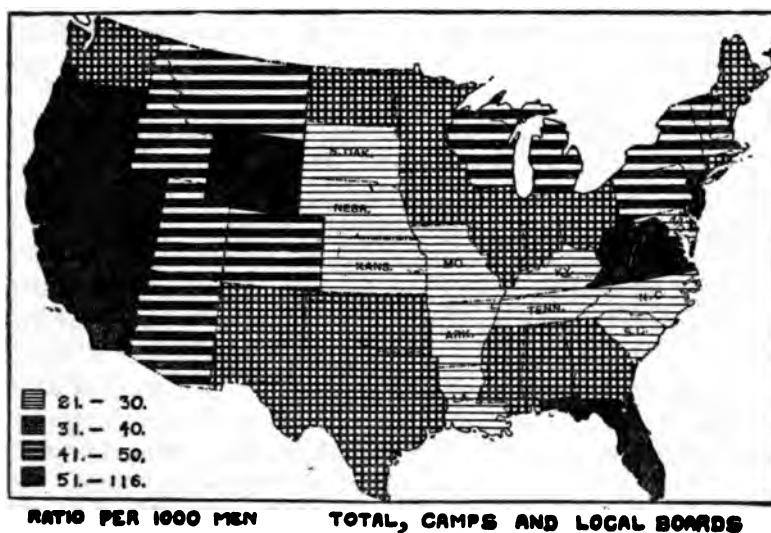 S. DAK.
NEBR.
KANS.
MO.
KY.
N.C.
TENN.
S.C.
ARK.
21. – 30.
31. – 40.
41. – 50.
51. – 116.
RATIO PER 1000 MEN TOTAL, CAMPS AND LOCAL BOARDS